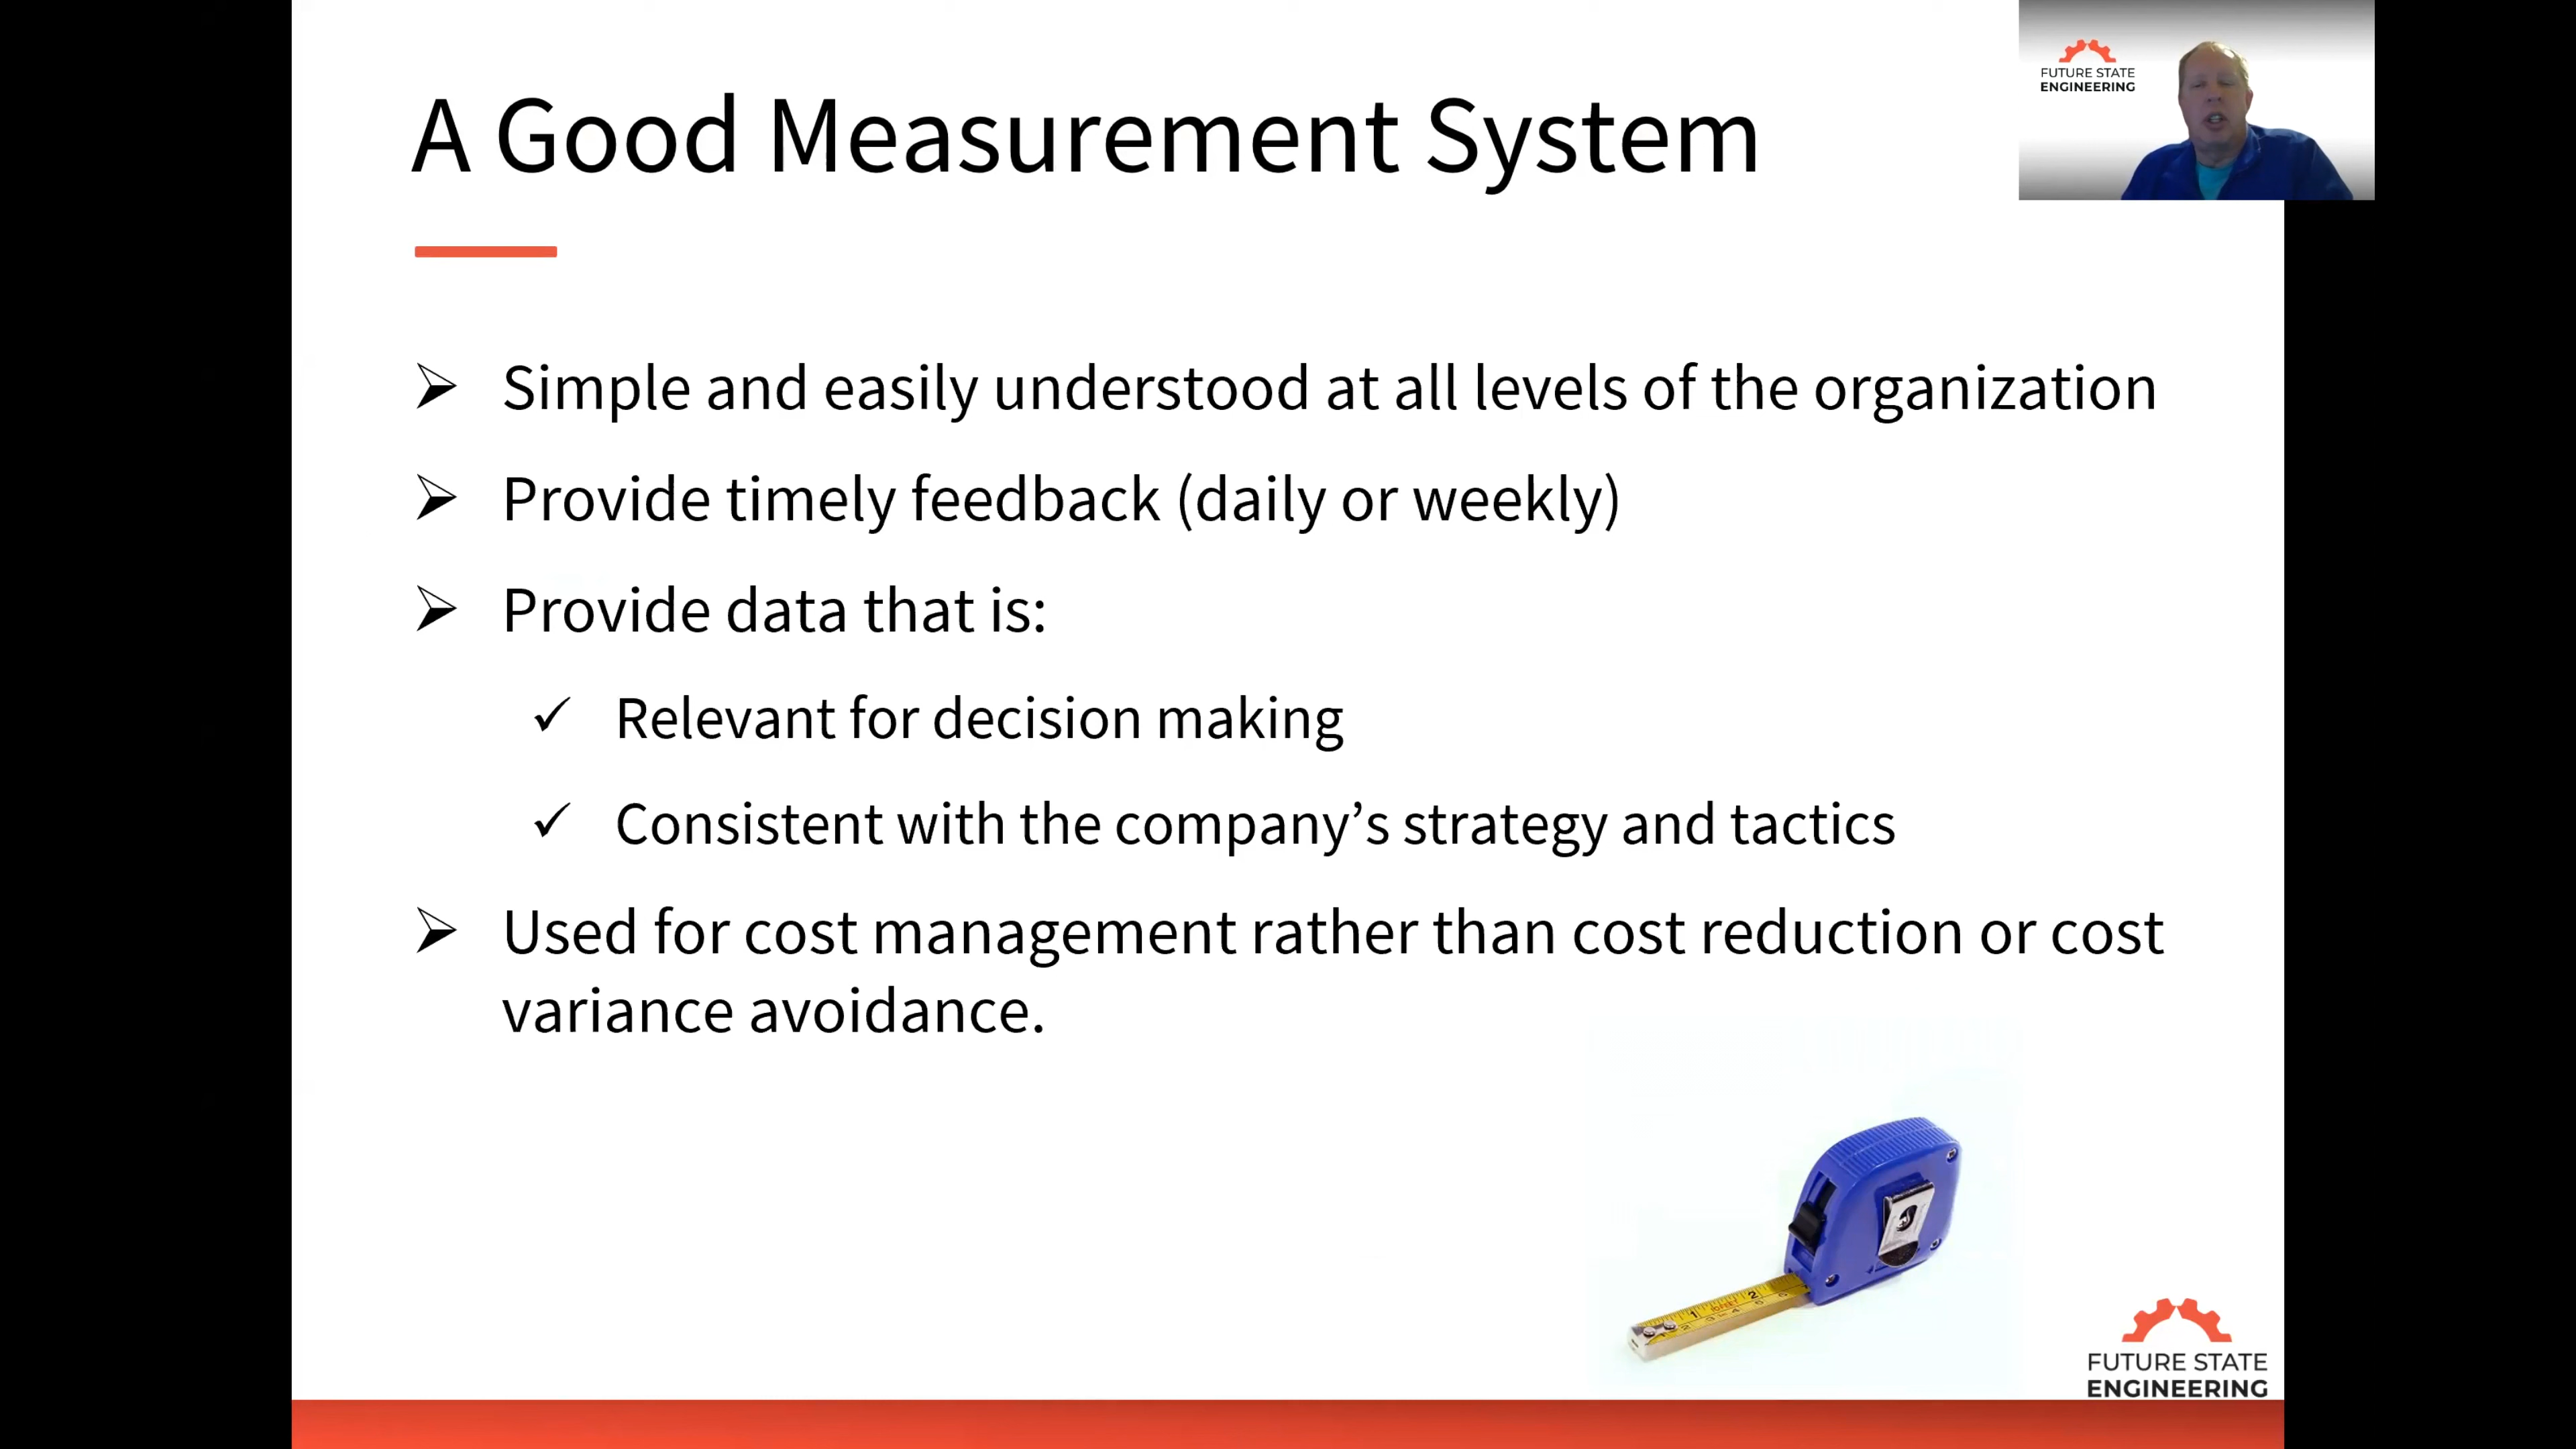 A Good Measurement System
FUTURE STATE
ENGINEERING
Simple and easily understood at all levels of the organization
Provide timely feedback (daily or weekly)
Provide data that is:
Relevant for decision making
Consistent with the company’s strategy and tactics
Used for cost management rather than cost reduction or cost
variance avoidance.
1 2
FUTURE STATE
ENGINEERING